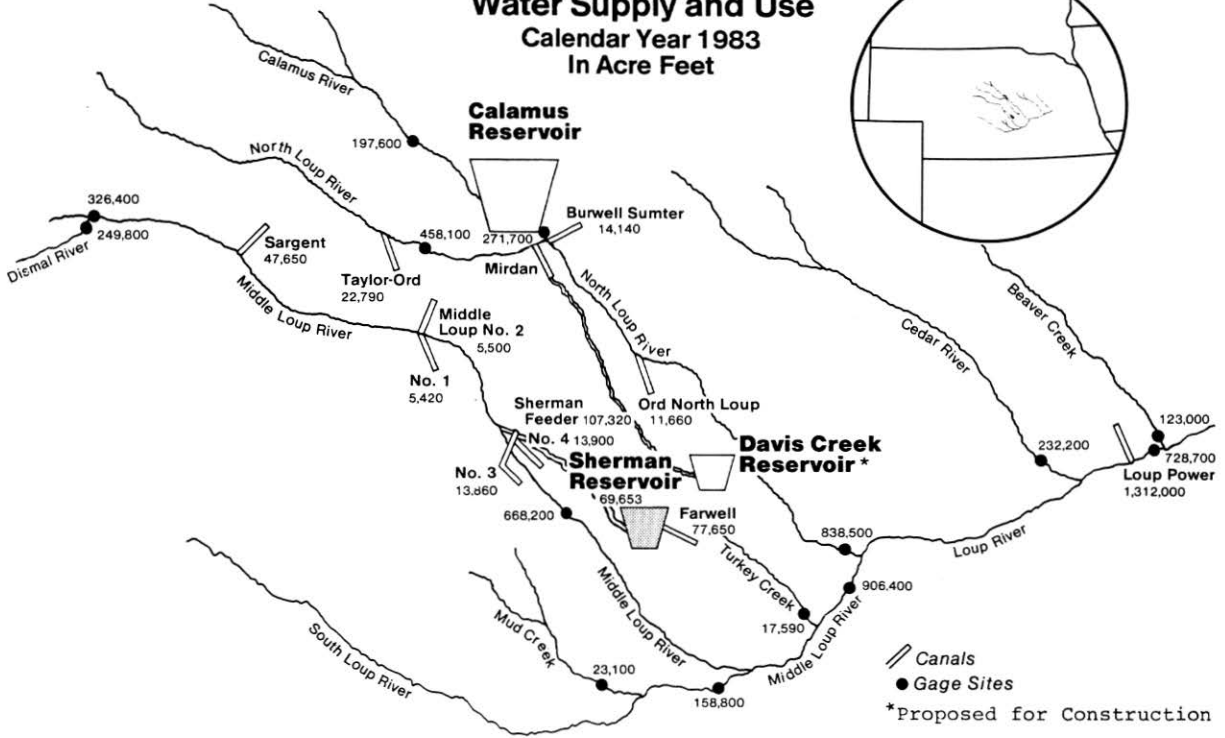 Water Supply and Use
Calendar Year 1983
In Acre Feet
Calamus River
Calamus
Reservoir
197,600
North Loup River
326,400
249,800
Dismal River
Sargent
47,650
Middle Loup River
Taylor-Ord
22,790
458,100
271,700
Burwell Sumter
14,140
Mirdan
North Loup River
Middle
Loup No. 2
5,500
No. 1
5,420
Ord North Loup
11,660
Sherman
Feeder 107,320
No. 4 13,900
No. 3
13,860
Sherman
Reservoir
69,653
Davis Creek
Reservoir*
Farwell
77,650
668,200
Turkey Creek
17,590
Middle Loup River
838,500
906,400
Middle Loup River
Mud Creek
23,100
158,800
South Loup River
Cedar River
232,200
Beaver Creek
123,000
728,700
Loup Power
1,312,000
Loup River
Canals
Gage Sites
*Proposed for Construction